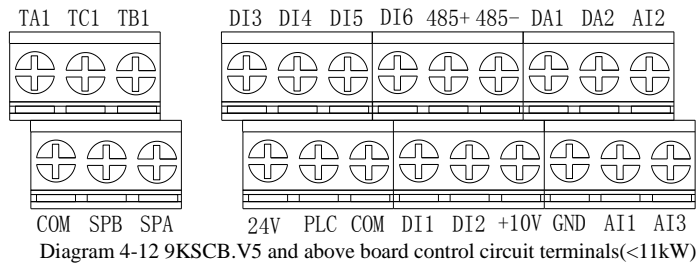 TA1 TC1 TB1 DI3 DI4 DI5 DI6 485+ 485- DA1 DA2 AI2
COM SPB SPA 24V PLC COM DI1 DI2 +10V GND AI1 AI3
Diagram 4-12 9KSCB.V5 and above board control circuit terminals(<11kW)